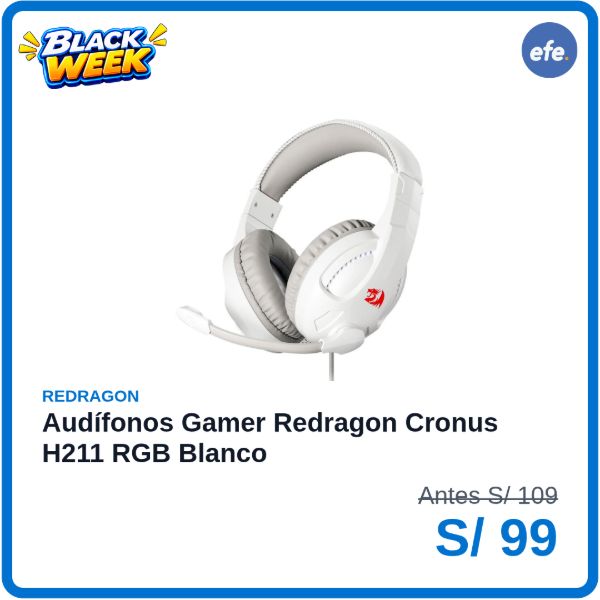 BLACK
WEEK
efe.
REDRAGON
Audífonos Gamer Redragon Cronus
H211 RGB Blanco
Antes S/ 109
S/ 99